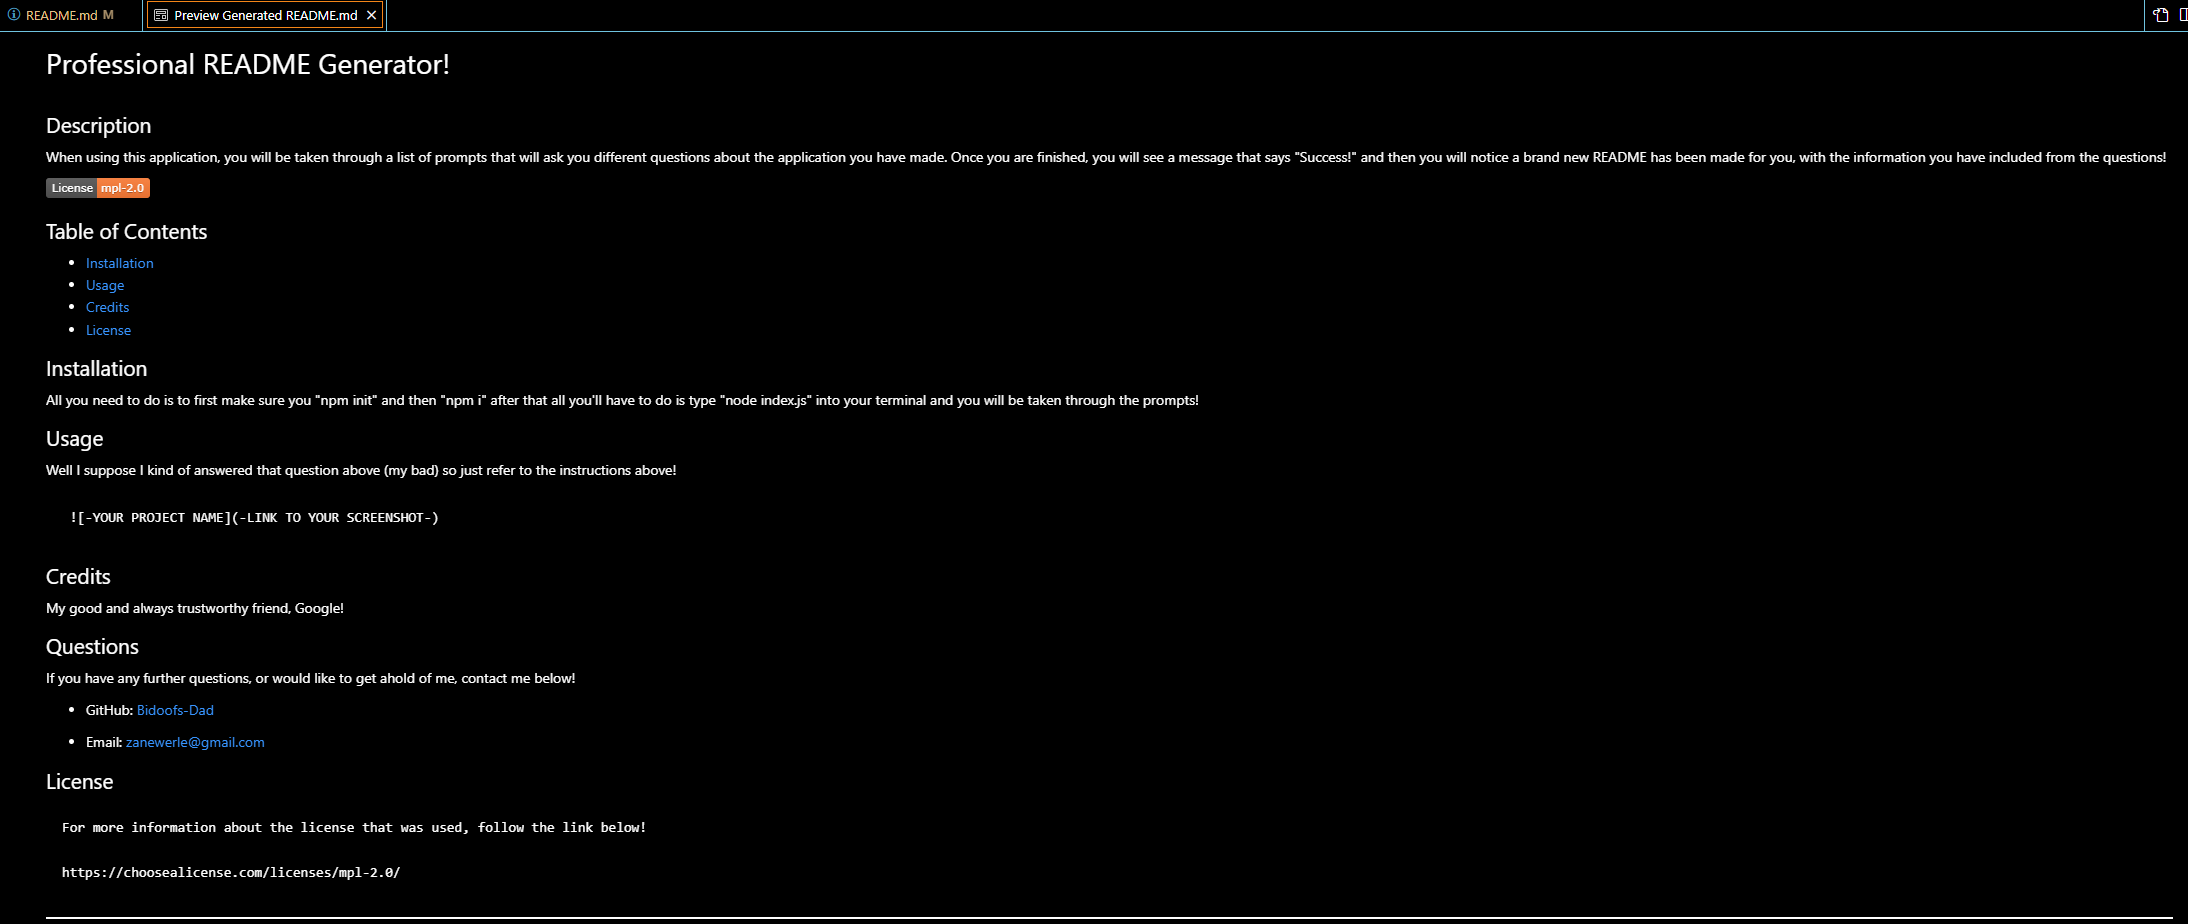 README.md M
Preview Generated README.md
Professional README Generator!
Description
When using this application, you will be taken through a list of prompts that will ask you different questions about the application you have made. Once you are finished, you will see a message that says "Success!" and then you will notice a brand new README has been made for you, with the information you have included from the questions!
License mpl-2.0
Table of Contents
• Installation
• Usage
• Credits
• License
Installation
All you need to do is to first make sure you "npm init" and then "npm i" after that all you'll have to do is type "node index.js" into your terminal and you will be taken through the prompts!
Usage
Well I suppose I kind of answered that question above (my bad) so just refer to the instructions above!
![-YOUR PROJECT NAME](-LINK TO YOUR SCREENSHOT-)
Credits
My good and always trustworthy friend, Google!
Questions
If you have any further questions, or would like to get ahold of me, contact me below!
• GitHub: Bidoofs-Dad
• Email: zanewerle@gmail.com
License
For more information about the license that was used, follow the link below!
https://choosealicense.com/licenses/mpl-2.0/